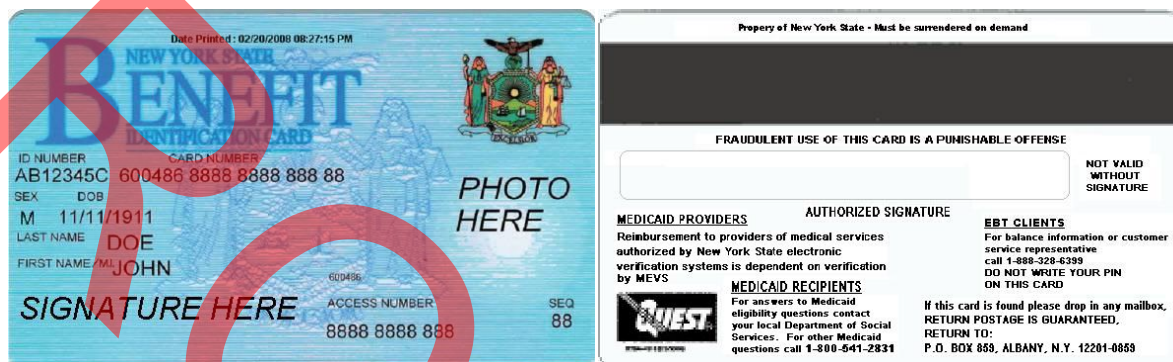 Date Printed : 02/20/2008 08:27:15 PM
NEW YORK STATE
BENEFIT
IDENTIFICATION CARD
ID NUMBER CARD NUMBER
AB12345C 600486 8888 8888 888 88
SEX DOB
M 11/11/1911
LAST NAME DOE
FIRST NAME/M.I. JOHN
PHOTO
HERE
600486
SIGNATURE HERE
ACCESS NUMBER SEQ
8888 8888 888 88
EXCELSIOR
Propery of New York State - Must be surrendered on demand
FRAUDULENT USE OF THIS CARD IS A PUNISHABLE OFFENSE
NOT VALID
WITHOUT
SIGNATURE
AUTHORIZED SIGNATURE
MEDICAID PROVIDERS
Reimbursement to providers of medical services
authorized by New York State electronic
verification systems is dependent on verification
by MEVS
MEDICAID RECIPIENTS
For answers to Medicaid
eligibility questions contact
your local Department of Social
Services. For other Medicaid
questions call 1-800-541-2831
QUEST
EBT CLIENTS
For balance information or customer
service representative
call 1-888-328-6399
DO NOT WRITE YOUR PIN
ON THIS CARD
If this card is found please drop in any mailbox,
RETURN POSTAGE IS GUARANTEED,
RETURN TO:
P.O. BOX 859, ALBANY, N.Y. 12201-0859